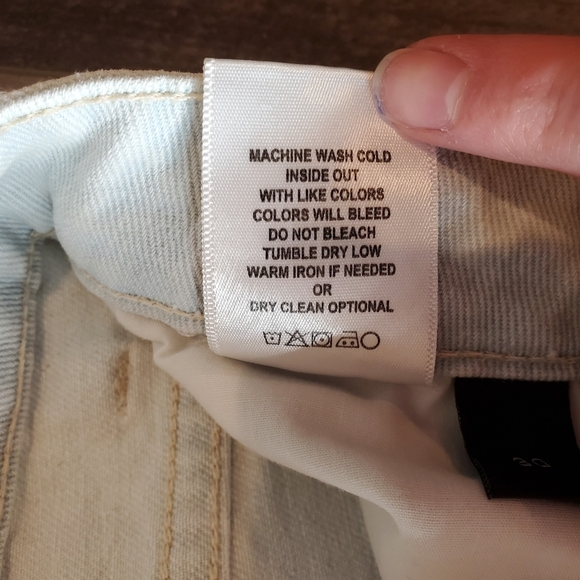 MACHINE WASH COLD
INSIDE OUT
WITH LIKE COLORS
COLORS WILL BLEED
DO NOT BLEACH
TUMBLE DRY LOW
WARM IRON IF NEEDED
OR
DRY CLEAN OPTIONAL